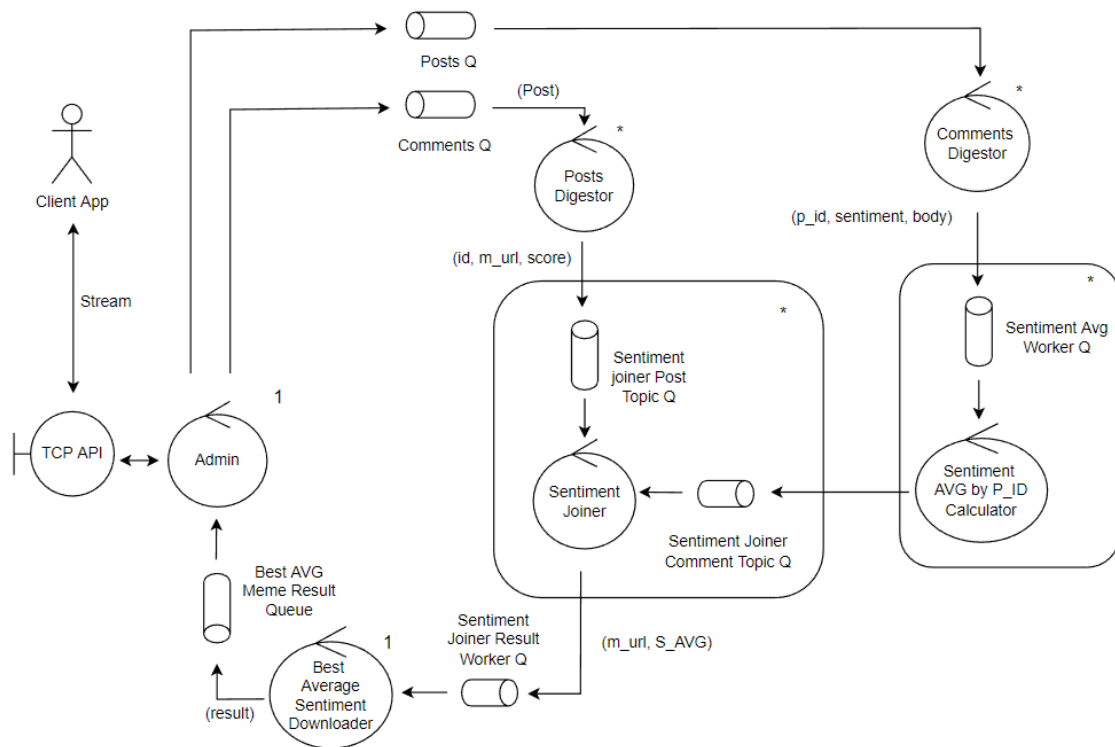 Posts Q
(Post)
Comments Q
*
Posts
Digestor
*
Comments
Digestor
Client App
Stream
(id, m_url, score)
(p_id, sentiment, body)
*
Sentiment
joiner Post
Topic Q
*
Sentiment Avg
Worker Q
1
TCP API
Admin
Sentiment
Joiner
Sentiment Joiner
Comment Topic Q
Sentiment
AVG by P_ID
Calculator
Best AVG
Meme Result
Queue
Sentiment
Joiner Result
Worker Q
(m_url, S_AVG)
1
Best
Average
Sentiment
Downloader
(result)